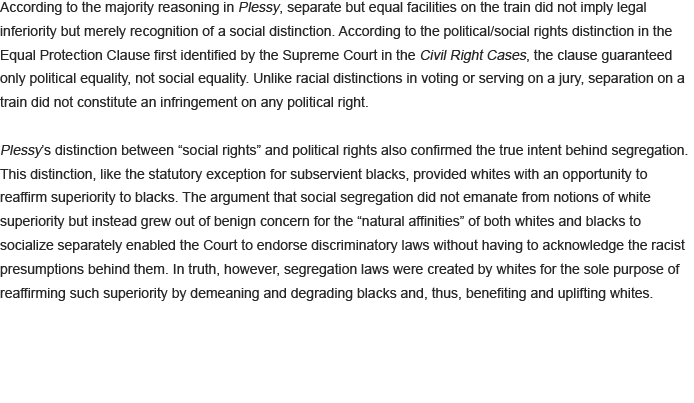 According to the majority reasoning in Plessy, separate but equal facilities on the train did not imply legal
inferiority but merely recognition of a social distinction. According to the political/social rights distinction in the
Equal Protection Clause first identified by the Supreme Court in the Civil Right Cases, the clause guaranteed
only political equality, not social equality. Unlike racial distinctions in voting or serving on a jury, separation on a
train did not constitute an infringement on any political right.

Plessy's distinction between “social rights” and political rights also confirmed the true intent behind segregation.
This distinction, like the statutory exception for subservient blacks, provided whites with an opportunity to
reaffirm superiority to blacks. The argument that social segregation did not emanate from notions of white
superiority but instead grew out of benign concern for the “natural affinities” of both whites and blacks to
socialize separately enabled the Court to endorse discriminatory laws without having to acknowledge the racist
presumptions behind them. In truth, however, segregation laws were created by whites for the sole purpose of
reaffirming such superiority by demeaning and degrading blacks and, thus, benefiting and uplifting whites.